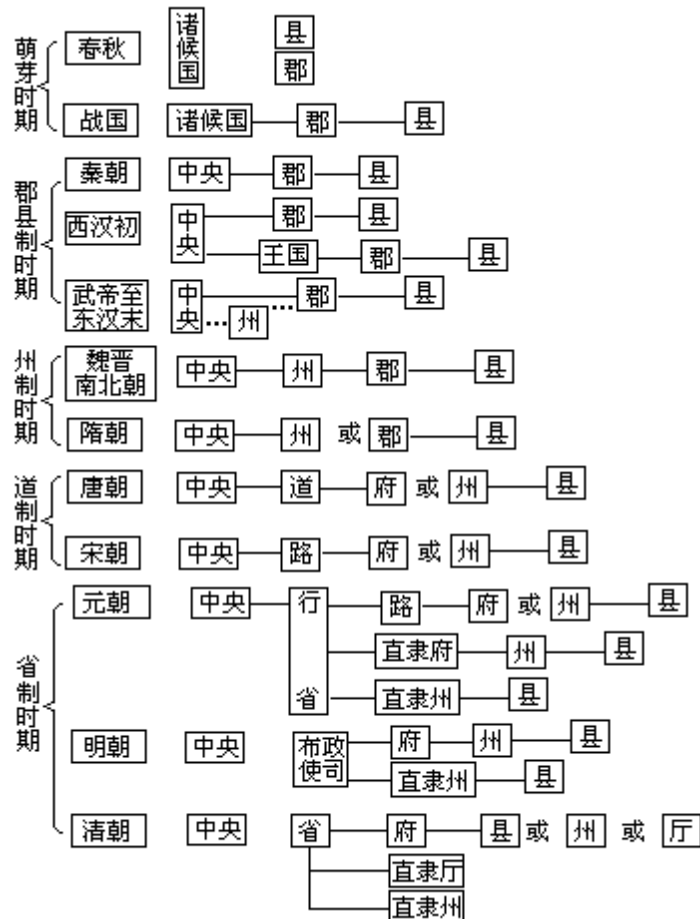 萌芽时期
春秋 诸候国 县
郡
战国 诸候国 郡 县
郡县制时期
秦朝 中央 郡 县
西汉初 中央 郡 县
王国 郡 县
武帝至东汉末 中央 郡 县
州
州制时期
魏晋南北朝 中央 州 郡 县
隋朝 中央 州 或 郡 县
道制时期
唐朝 中央 道 府 或 州 县
宋朝 中央 路 府 或 州 县
省制时期
元朝 中央 行省 路 府 或 州 县
直隶府 州 县
直隶州 县
明朝 中央 布政使司 府 州 县
直隶州 县
清朝 中央 省 府 县 或 州 或 厅
直隶厅
直隶州